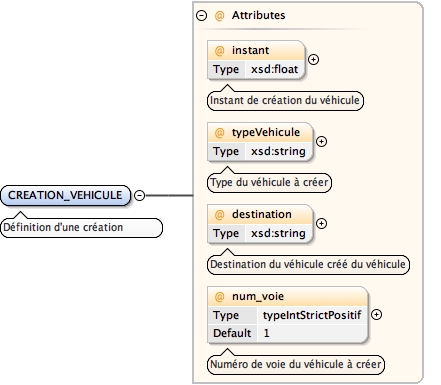 @ Attributes
@ instant
Type xsd:float
Instant de création du véhicule
@ typeVehicule
Type xsd:string
Type du véhicule à créer
CREATION_VEHICULE
Définition d'une création
@ destination
Type xsd:string
Destination du véhicule créé du véhicule
@ num_voie
Type typeIntStrictPositif
Default 1
Numéro de voie du véhicule à créer